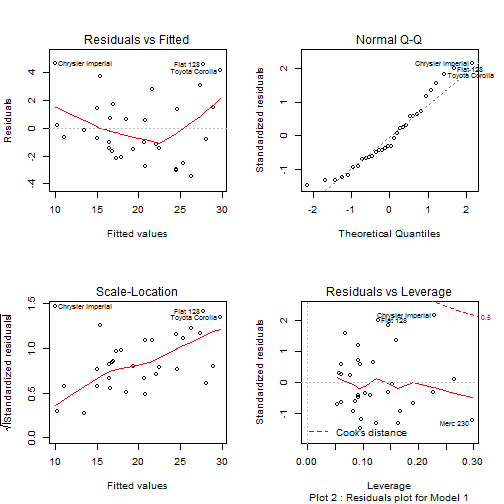 Residuals vs Fitted
Residuals
4
2
0
-2
-4
Chrysler Imperial
Fiat 128
Toyota Corolla
10
15
20
25
30
Fitted values
Normal Q-Q
Standardized residuals
2
1
0
-1
Chrysler Imperial
Fiat 128
Toyota Corolla
-2
-1
0
1
2
Theoretical Quantiles
Scale-Location
√|Standardized residuals|
1.5
1.0
0.5
0.0
Chrysler Imperial
Fiat 128
Toyota Corolla
10
15
20
25
30
Fitted values
Residuals vs Leverage
Standardized residuals
2
1
0
-1
Chrysler Imperial
Fiat 128
0.5
Merc 230
Cook's distance
0.00
0.10
0.20
0.30
Leverage
Plot 2 : Residuals plot for Model 1